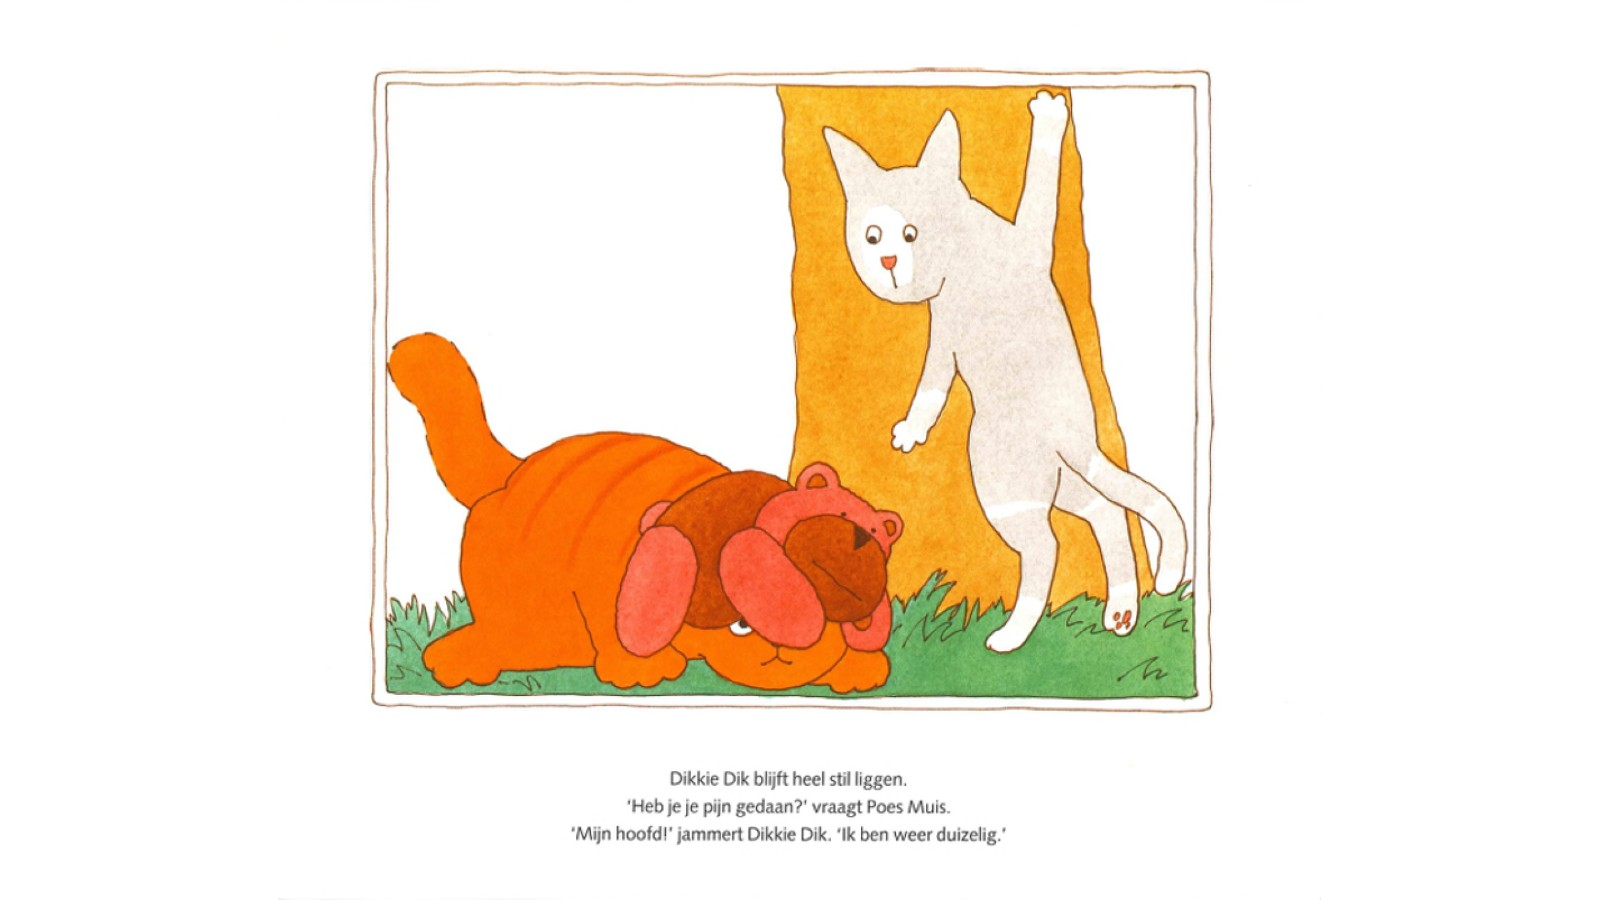 Dikkie Dik blijft heel stil liggen.
‘Heb je je pijn gedaan?’ vraagt Poes Muis.
‘Mijn hoofd!’ jammert Dikkie Dik. ‘Ik ben weer duizelig.’